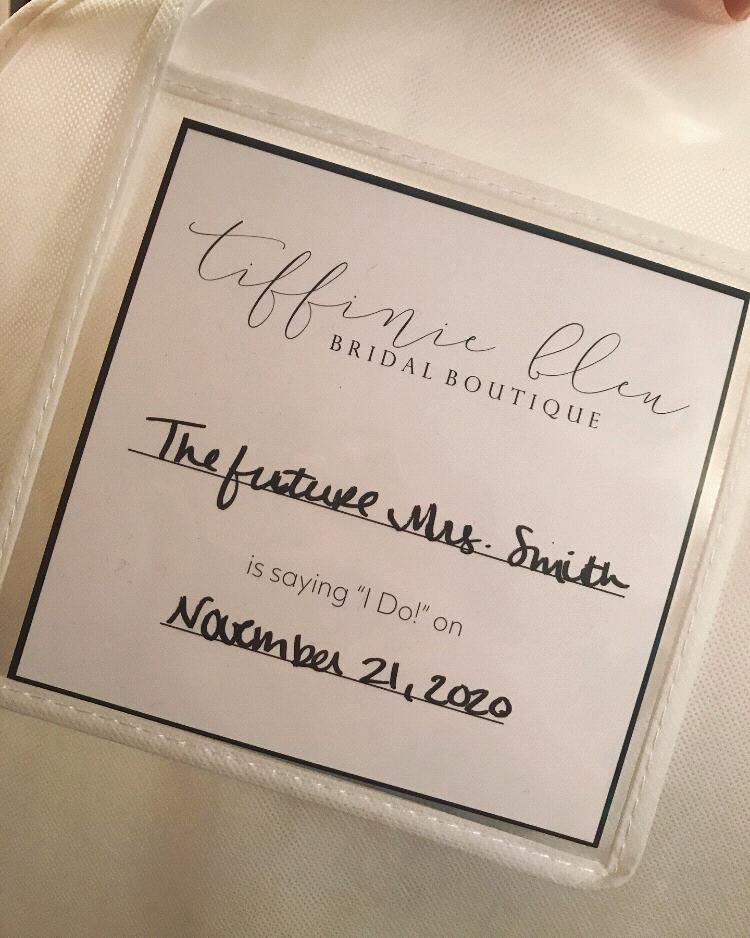 tiffinie bleu
BRIDAL BOUTIQUE
The future Mrs. Smith
is saying "I Do!" on
November 21, 2020